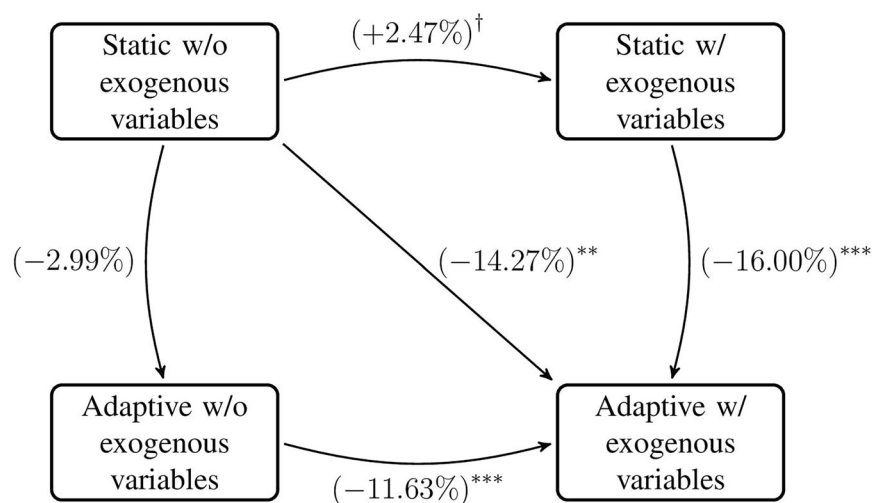 Static w/o
exogenous
variables
(+2.47%)†
Static w/
exogenous
variables
(−2.99%)
(−14.27%)**
(−16.00%)***
Adaptive w/o
exogenous
variables
(−11.63%)***
Adaptive w/
exogenous
variables